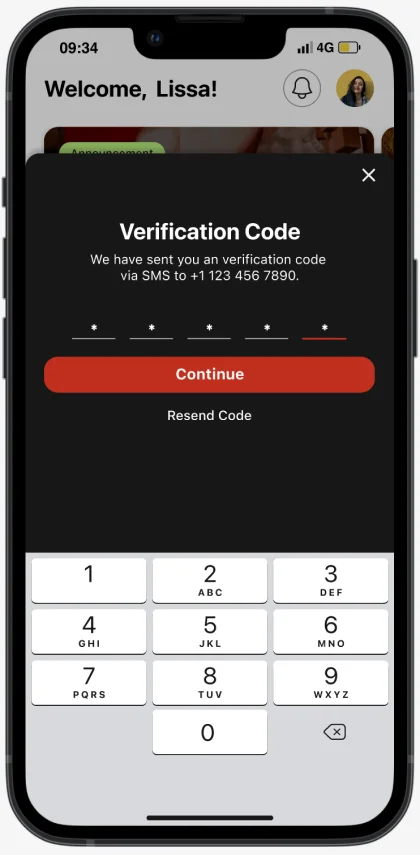 09:34
4G
Welcome, Lissa!
Announcement
Verification Code
We have sent you an verification code
via SMS to +1 123 456 7890.
* * * * *
Continue
Resend Code
1
2
ABC
3
DEF
4
GHI
5
JKL
6
MNO
7
PQRS
8
TUV
9
WXYZ
0